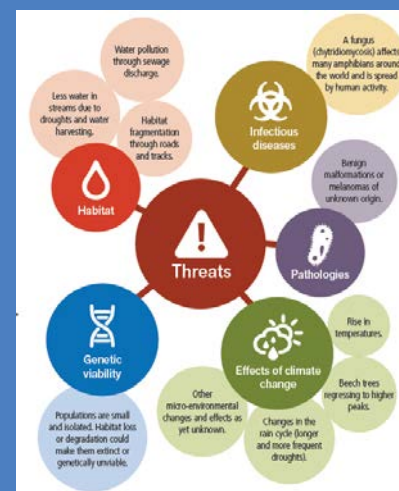 Water pollution
through sewage
discharge.
Less water in
streams due to
droughts and water
harvesting.
Habitat
fragmentation
through roads
and tracks.
Habitat
A fungus
(chytridiomycosis) affects
many amphibians around
the world and is spread
by human activity.
Infectious
diseases
Benign
malformations or
melanomas of
unknown origin.
Pathologies
Threats
Genetic
viability
Populations are small
and isolated. Habitat loss
or degradation could
make them extinct or
genetically unviable.
Effects of climate
change
Rise in
temperatures.
Beech trees
regressing to higher
peaks.
Changes in
the rain cycle (longer
and more frequent
droughts).
Other
micro-environmental
changes and effects as
yet unknown.